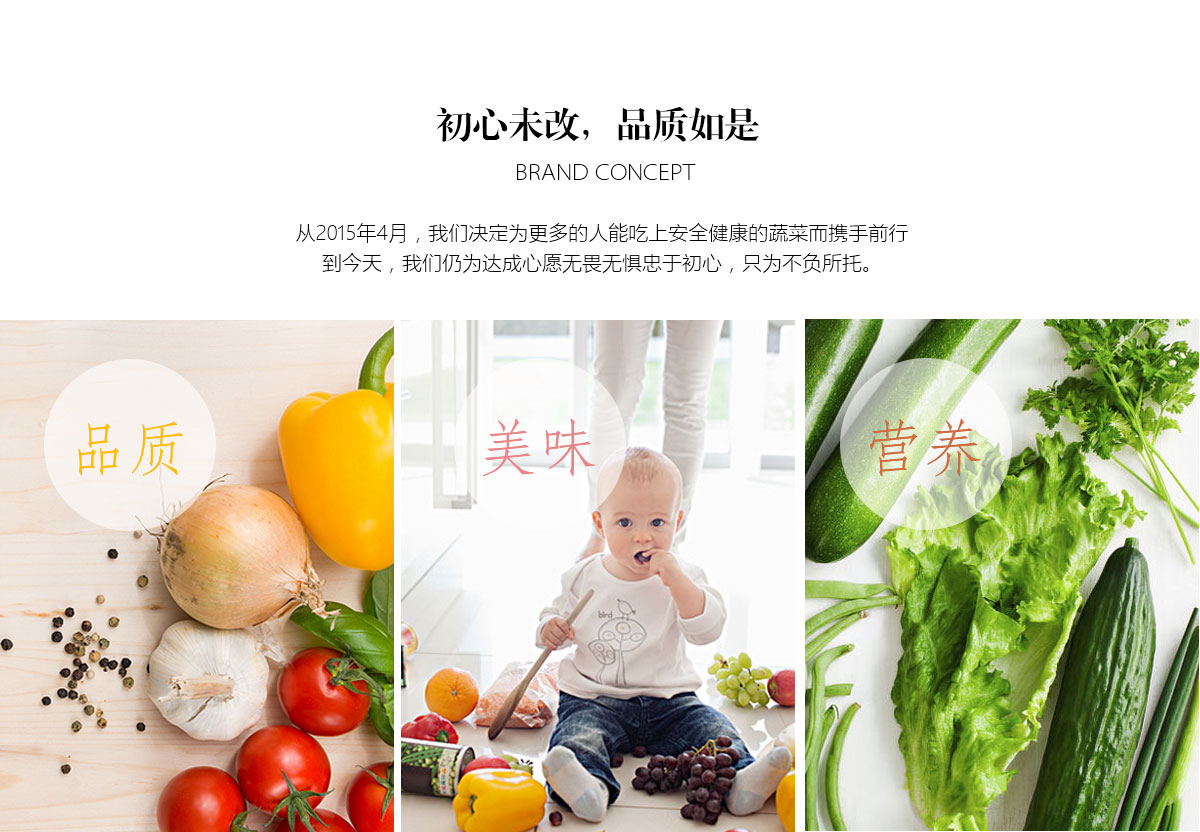 初心未改，品质如是
BRAND CONCEPT
从2015年4月，我们决定为更多的人能吃上安全健康的蔬菜而携手前行
到今天，我们仍为达成心愿无畏无惧忠于初心，只为不负所托。
品质
美味
营养
bird